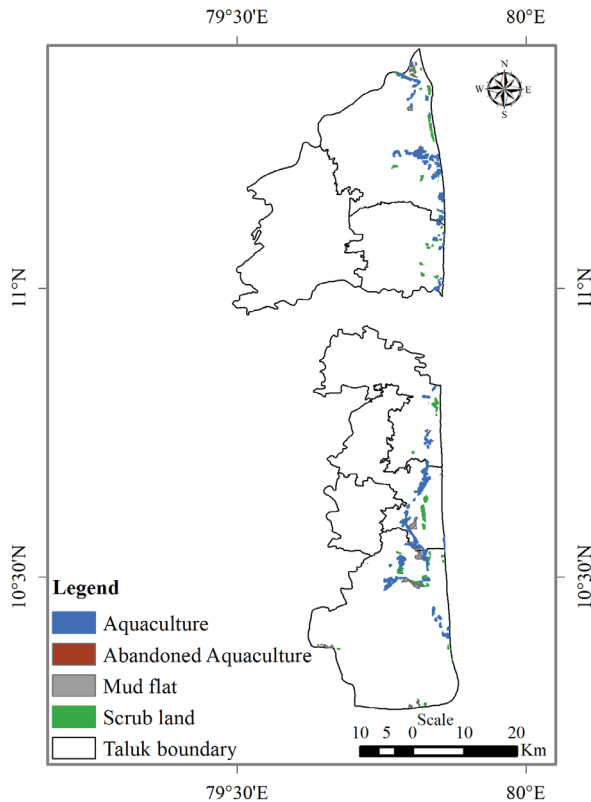 79°30'E 80°E
N
W E
S
11°N 11°N
10°30'N 10°30'N
Legend
Aquaculture
Abandoned Aquaculture
Mud flat
Scrub land
Taluk boundary
Scale
10 5 0 10 20
Km
79°30'E 80°E